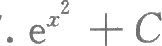 . e^{x^2} + C